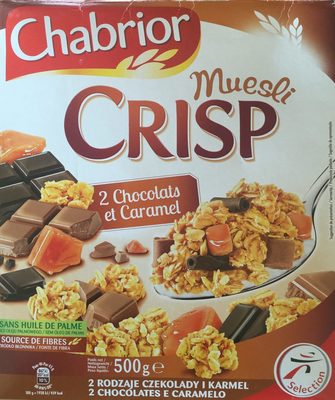 Chabrior
Muesli
CRISP
2 Chocolats
et Caramel
SANS HUILE DE PALME
SOURCE DE FIBRES
500g e
2 RODZAJE CZEKOLADY I KARMEL
2 CHOCOLATES E CARAMELO
Sélection